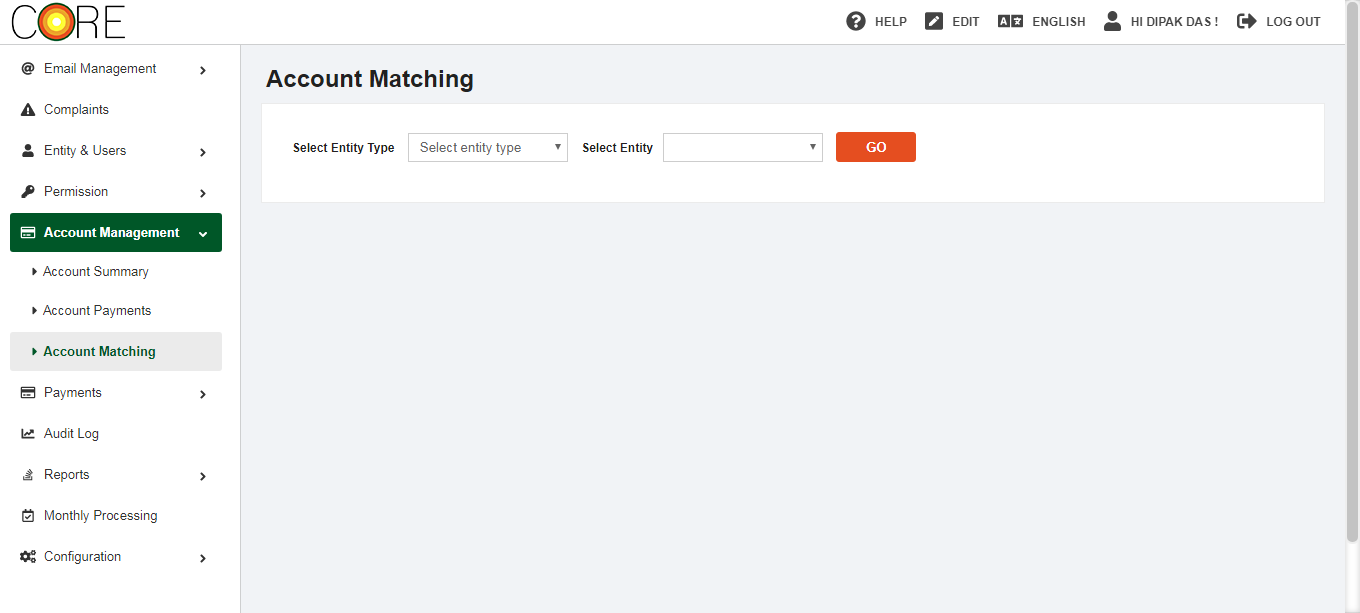 CORE
HELP
EDIT
ENGLISH
HI DIPAK DAS !
LOG OUT
Email Management
Complaints
Entity & Users
Permission
Account Management
Account Summary
Account Payments
Account Matching
Payments
Audit Log
Reports
Monthly Processing
Configuration
Account Matching
Select Entity Type
Select entity type
Select Entity
GO